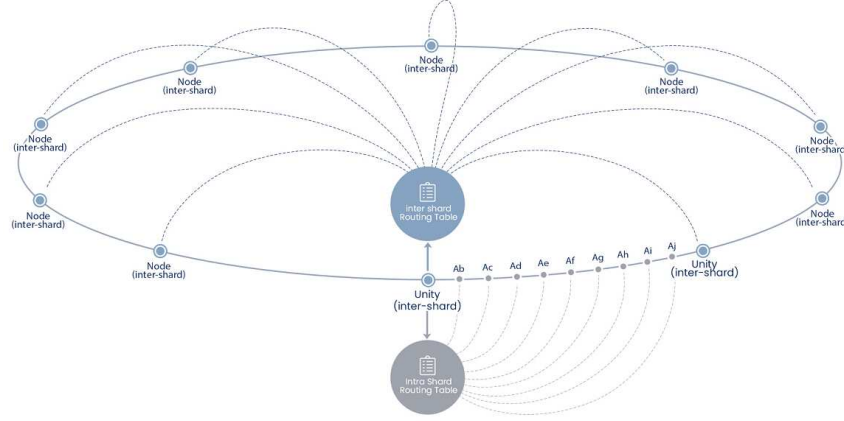 Node
(inter-shard)
Node
(inter-shard)
Node
(inter-shard)
Node
(inter-shard)
Node
(inter-shard)
Node
(inter-shard)
Node
(inter-shard)
Inter shard
Routing Table
Node
(inter-shard)
Unity
(inter-shard)
Ab
Ac
Ad
Ae
Af
Ag
Ah
Ai
Aj
Unity
(inter-shard)
Intra Shard
Routing Table